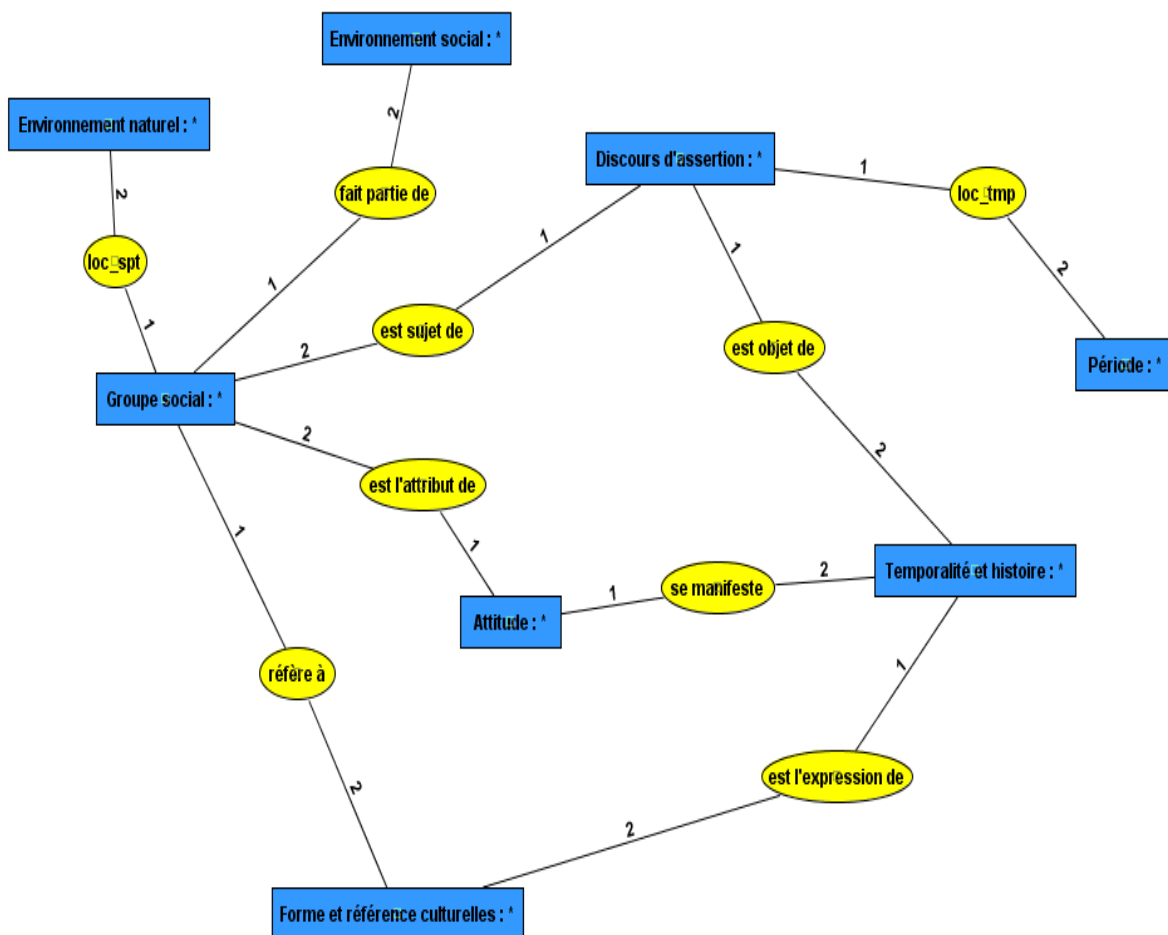 Environnement social : *
Environnement naturel : *
2
Discours d'assertion : *
2
1
fait partie de
loc_tmp
1
1
loc_spt
1
2
1
est sujet de
est objet de
2
Période : *
Groupe social : *
2
2
est l'attribut de
1
1
Temporalité et histoire : *
se manifeste
2
1
Attitude : *
réfère à
1
est l'expression de
2
2
Forme et référence culturelles : *